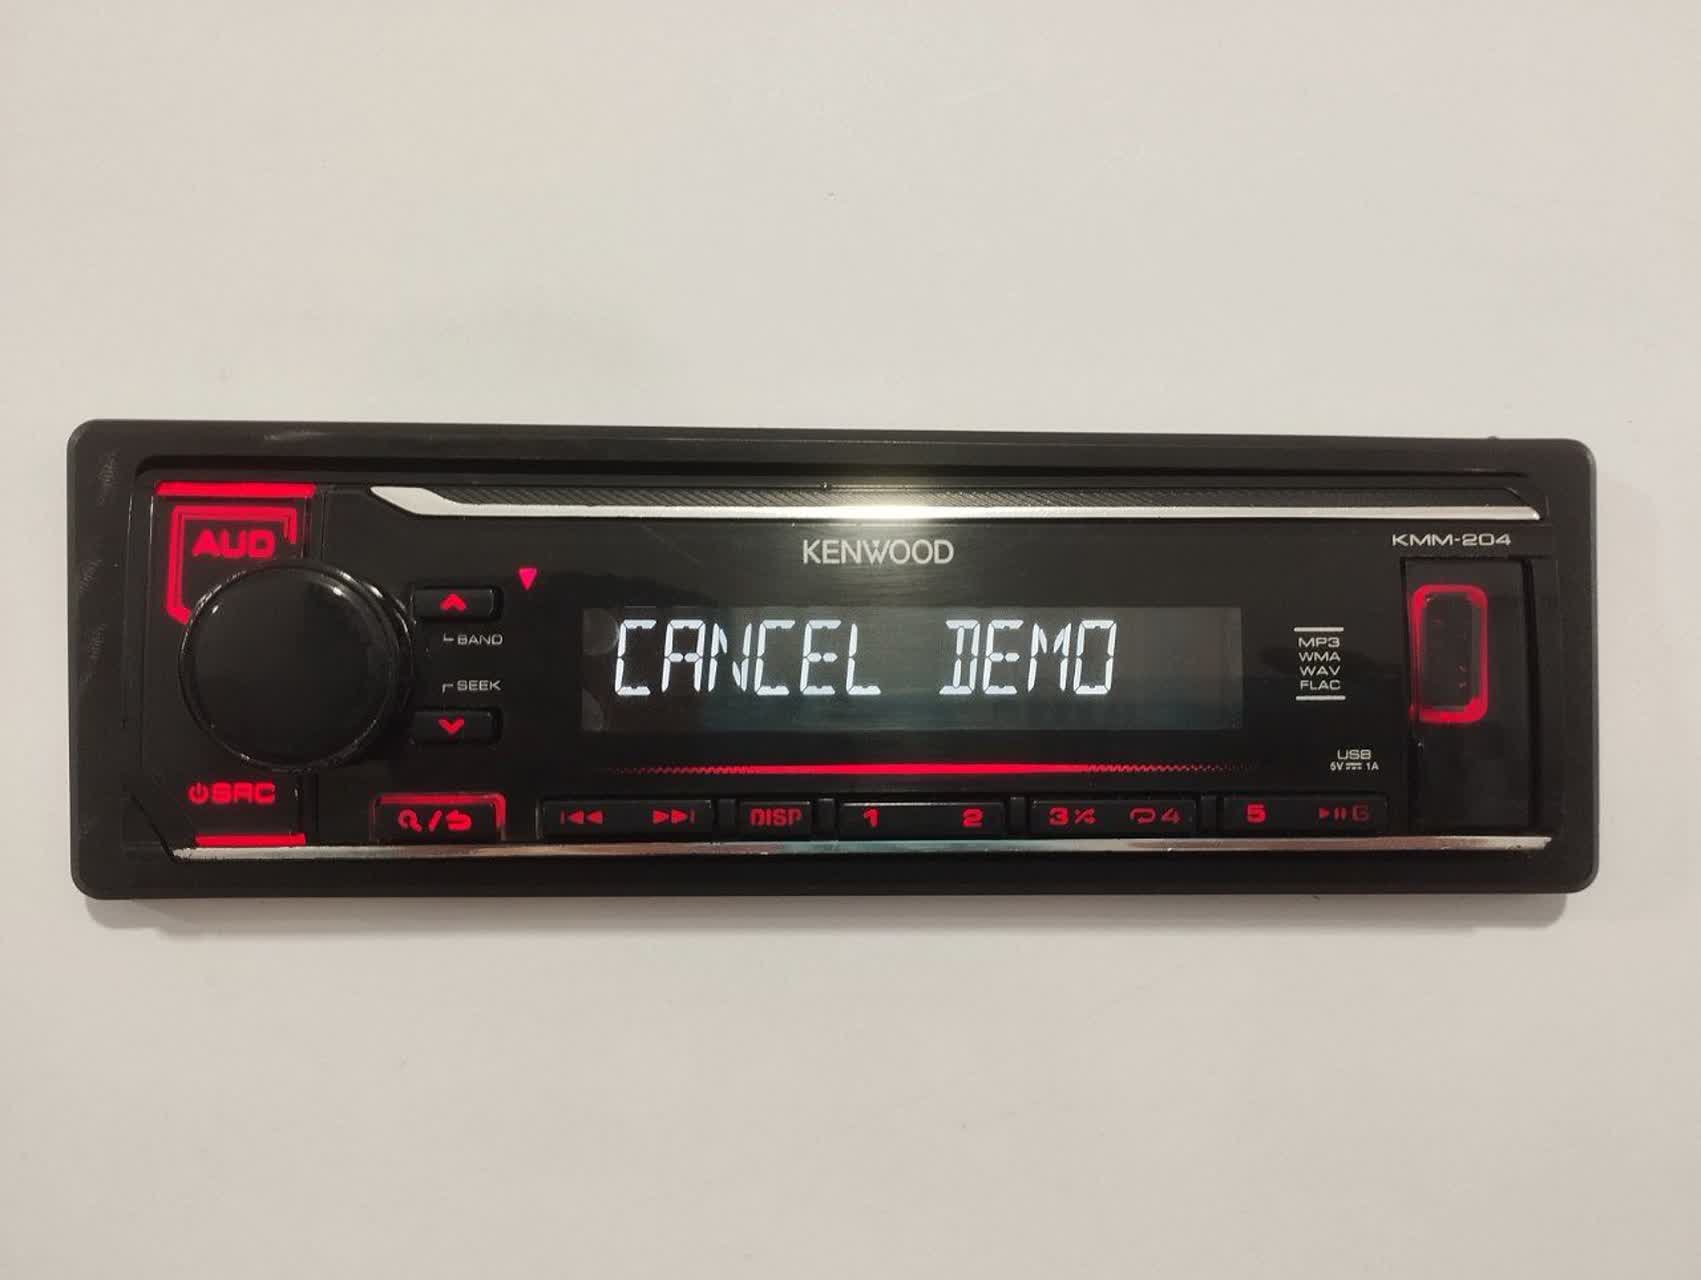 AUD
KENWOOD
KMM-204
BAND
SEEK
CANCEL DEMO
MP3
WMA
WAV
FLAC
USB
5V 1A
SRC
DISP
1
2
3
4
5
6